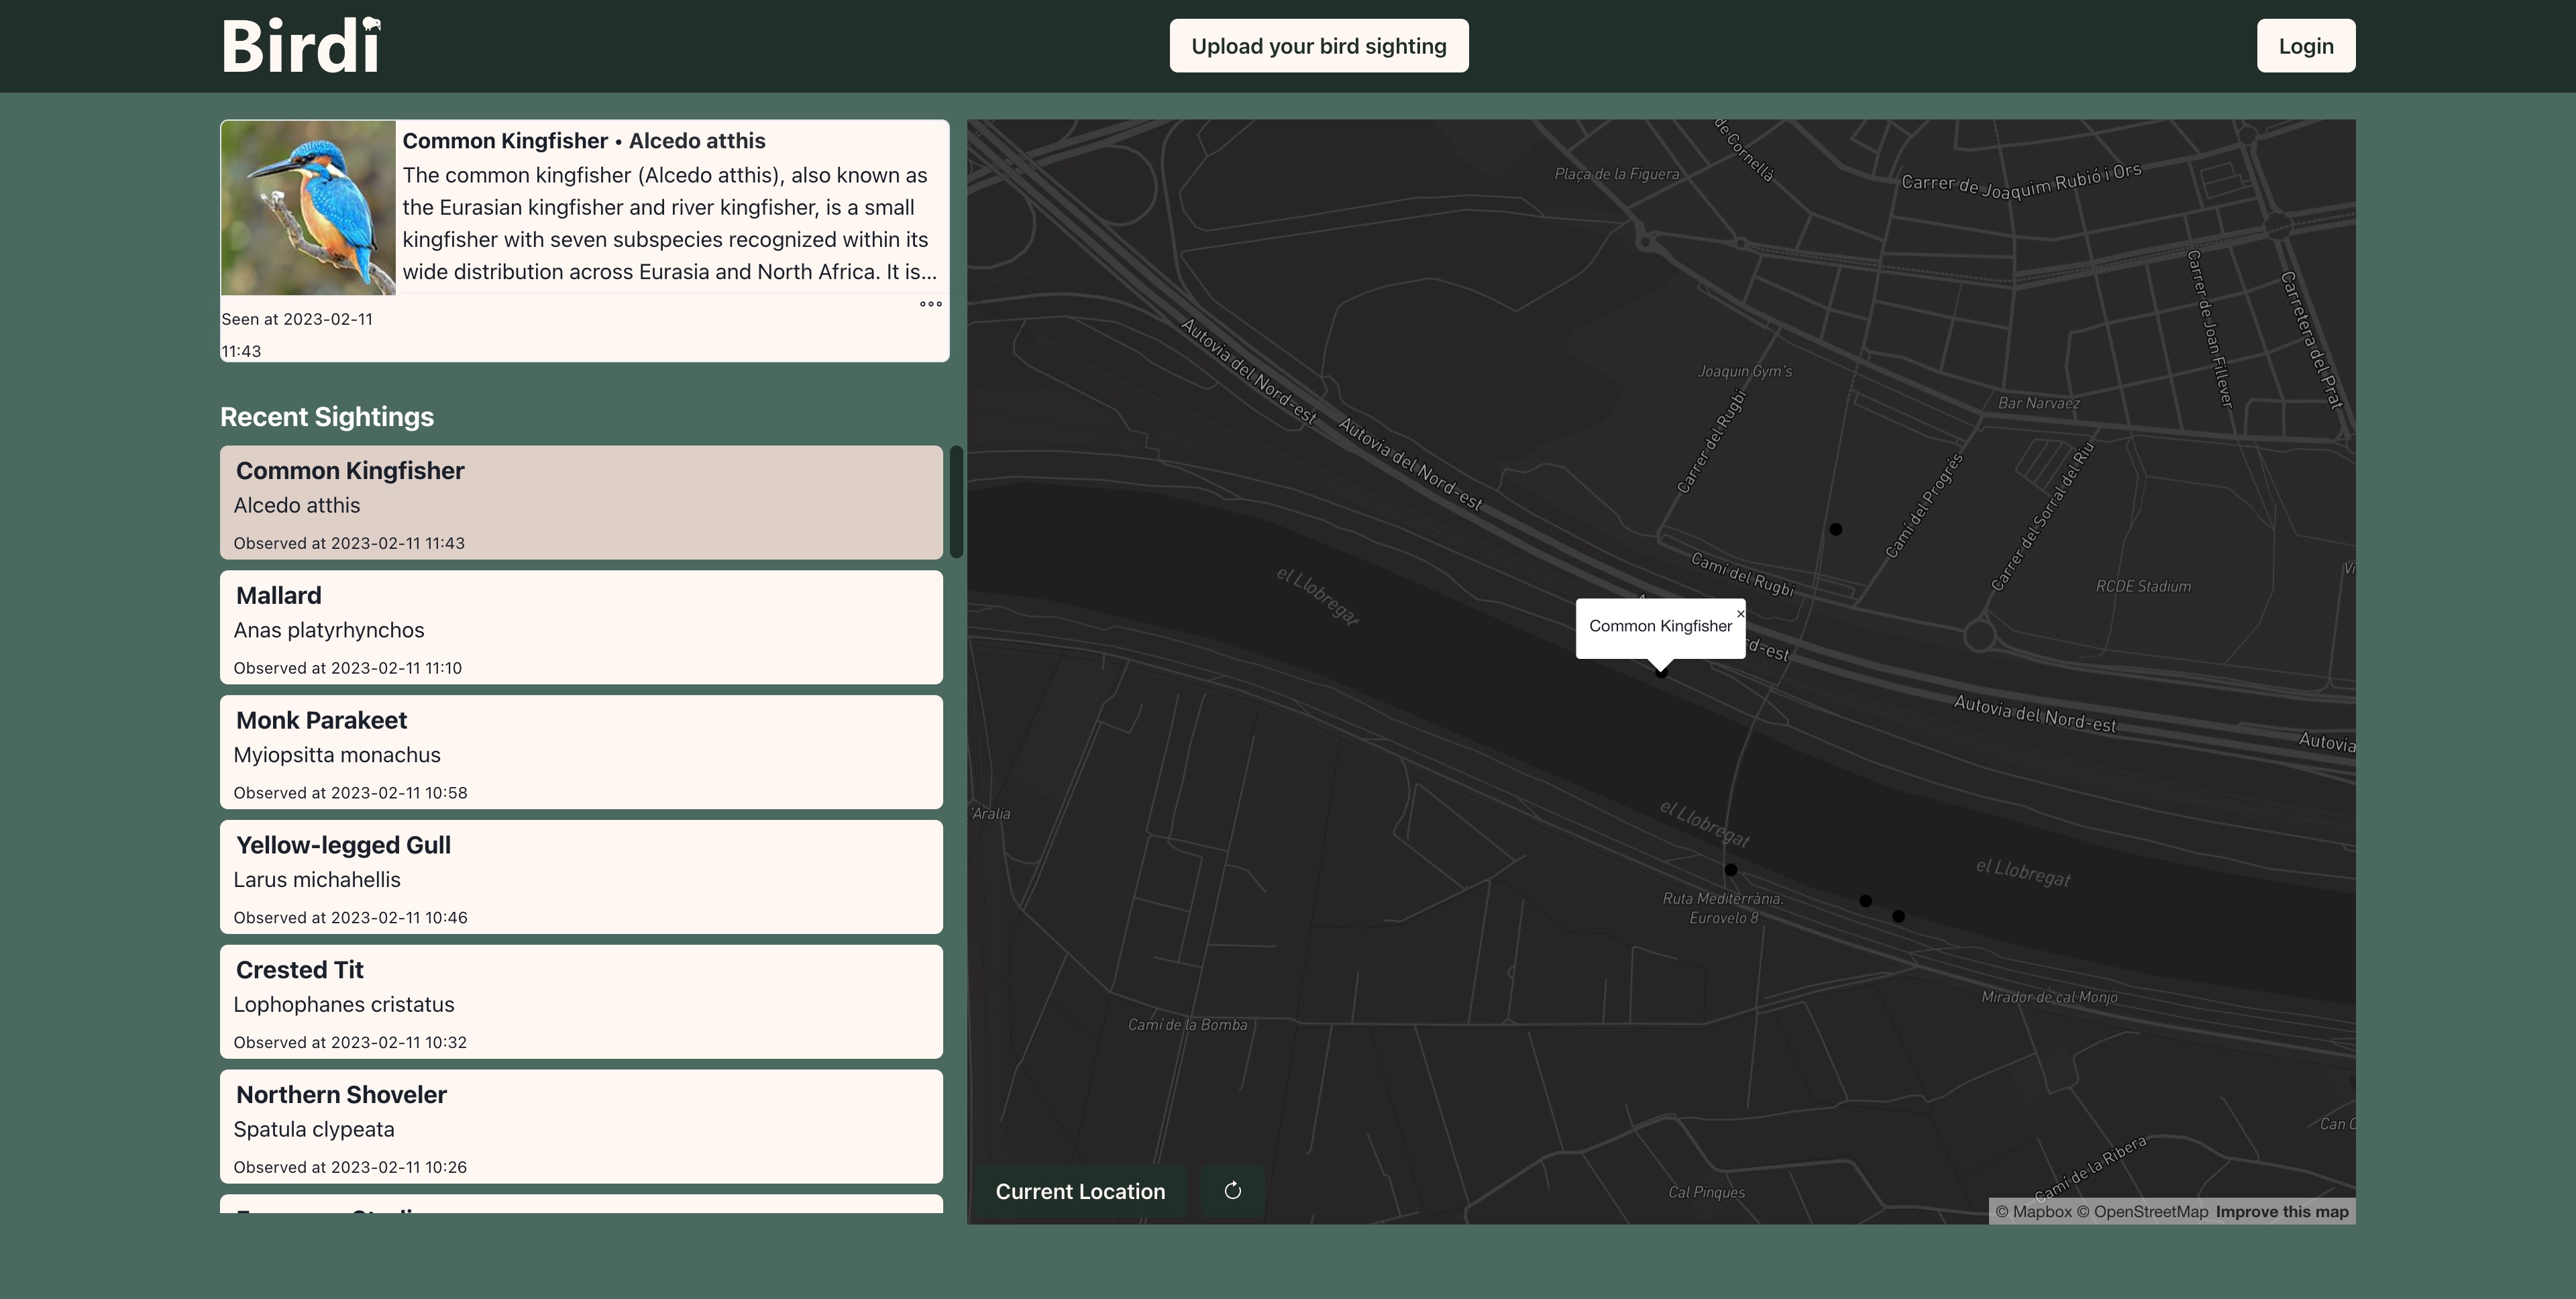 Birdi
Upload your bird sighting
Login
Common Kingfisher • Alcedo atthis
The common kingfisher (Alcedo atthis), also known as
the Eurasian kingfisher and river kingfisher, is a small
kingfisher with seven subspecies recognized within its
wide distribution across Eurasia and North Africa. It is...
Seen at 2023-02-11
11:43
Recent Sightings
Common Kingfisher
Alcedo atthis
Observed at 2023-02-11 11:43
Mallard
Anas platyrhynchos
Observed at 2023-02-11 11:10
Monk Parakeet
Myiopsitta monachus
Observed at 2023-02-11 10:58
Yellow-legged Gull
Larus michahellis
Observed at 2023-02-11 10:46
Crested Tit
Lophophanes cristatus
Observed at 2023-02-11 10:32
Northern Shoveler
Spatula clypeata
Observed at 2023-02-11 10:26
de Cornellà
Plaça de la Figuera
Carrer de Joaquim Rubió i Ors
Carrer de Joan Fillever
Carretera del Prat
Autovia del Nord-est
Joaquin Gym's
Bar Narvaez
Carrer del Rugbi
Autovia del Nord-est
Camí del Progrés
Carrer del Sorral del Riu
Camí del Rugbi
RCDE Stadium
Vi
el Llobregat
Common Kingfisher
×
rd-est
Autovia del Nord-est
Autovia
'Aralia
el Llobregat
el Llobregat
Ruta Mediterrània.
Eurovelo 8
Mirador de cal Monjo
Camí de la Bomba
Can C
Camí de la Ribera
Cal Pinques
Current Location
© Mapbox © OpenStreetMap Improve this map